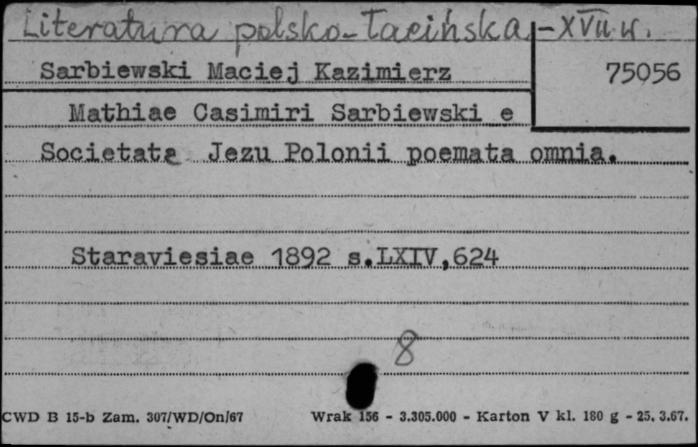 Literatura polsko-łacińska - XVII w.
Sarbiewski Maciej Kazimierz
75056
Mathiae Casimiri Sarbiewski e
Societate Jezu Polonii poemata omnia.
Staraviesiae 1892 s.LXIV,624
8
CWD B 15-b Zam. 307/WD/On/67 Wrak 156 - 3.305.000 - Karton V kl. 180 g - 25. 3.67.